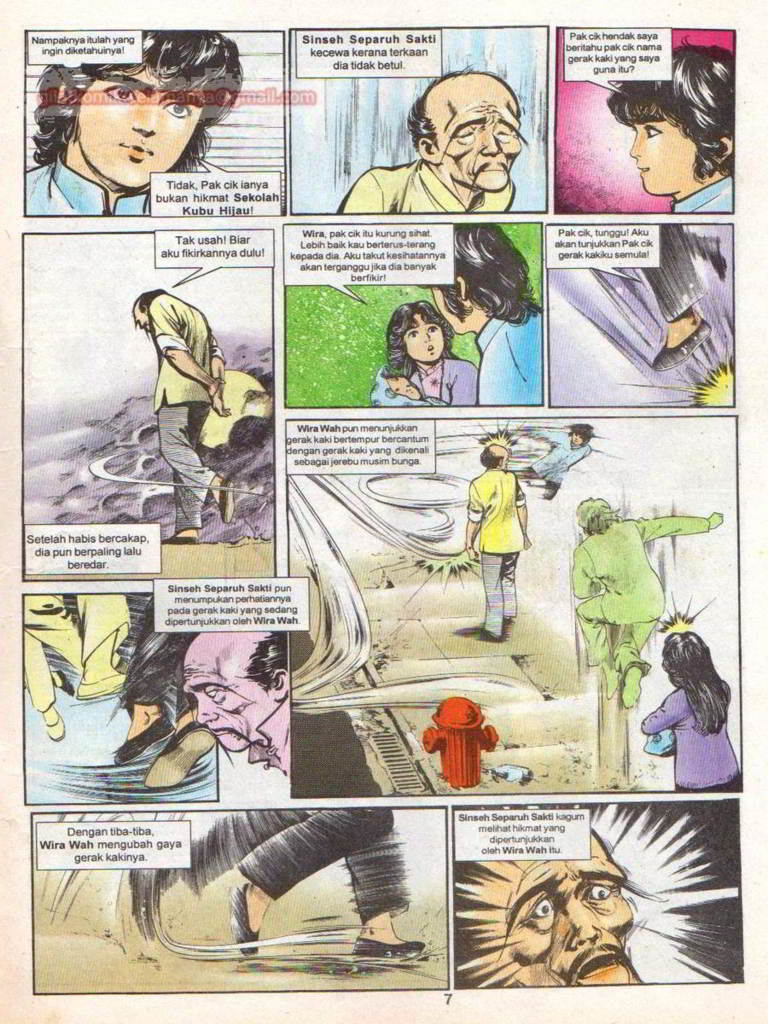 Nampaknya itulah yang
ingin diketahuinya!
Tidak, Pak cik ianya
bukan hikmat Sekolah
Kubu Hijau!
Sinseh Separuh Sakti
kecewa kerana terkaan
dia tidak betul.
Pak cik hendak saya
beritahu pak cik nama
gerak kaki yang saya
guna itu?
Tak usah! Biar
aku fikirkannya dulu!
Setelah habis bercakap,
dia pun berpaling lalu
beredar.
Wira, pak cik itu kurung sihat.
Lebih baik kau berterus-terang
kepada dia. Aku takut kesihatannya
akan terganggu jika dia banyak
berfikir!
Pak cik, tunggu! Aku
akan tunjukkan Pak cik
gerak kakiku semula!
Wira Wah pun menunjukkan
gerak kaki bertempur bercantum
dengan gerak kaki yang dikenali
sebagai jerebu musim bunga.
Sinseh Separuh Sakti pun
menumpukan perhatiannya
pada gerak kaki yang sedang
dipertunjukkan oleh Wira Wah.
Dengan tiba-tiba,
Wira Wah mengubah gaya
gerak kakinya.
Sinseh Separuh Sakti kagum
melihat hikmat yang
dipertunjukkan
oleh Wira Wah itu.
7